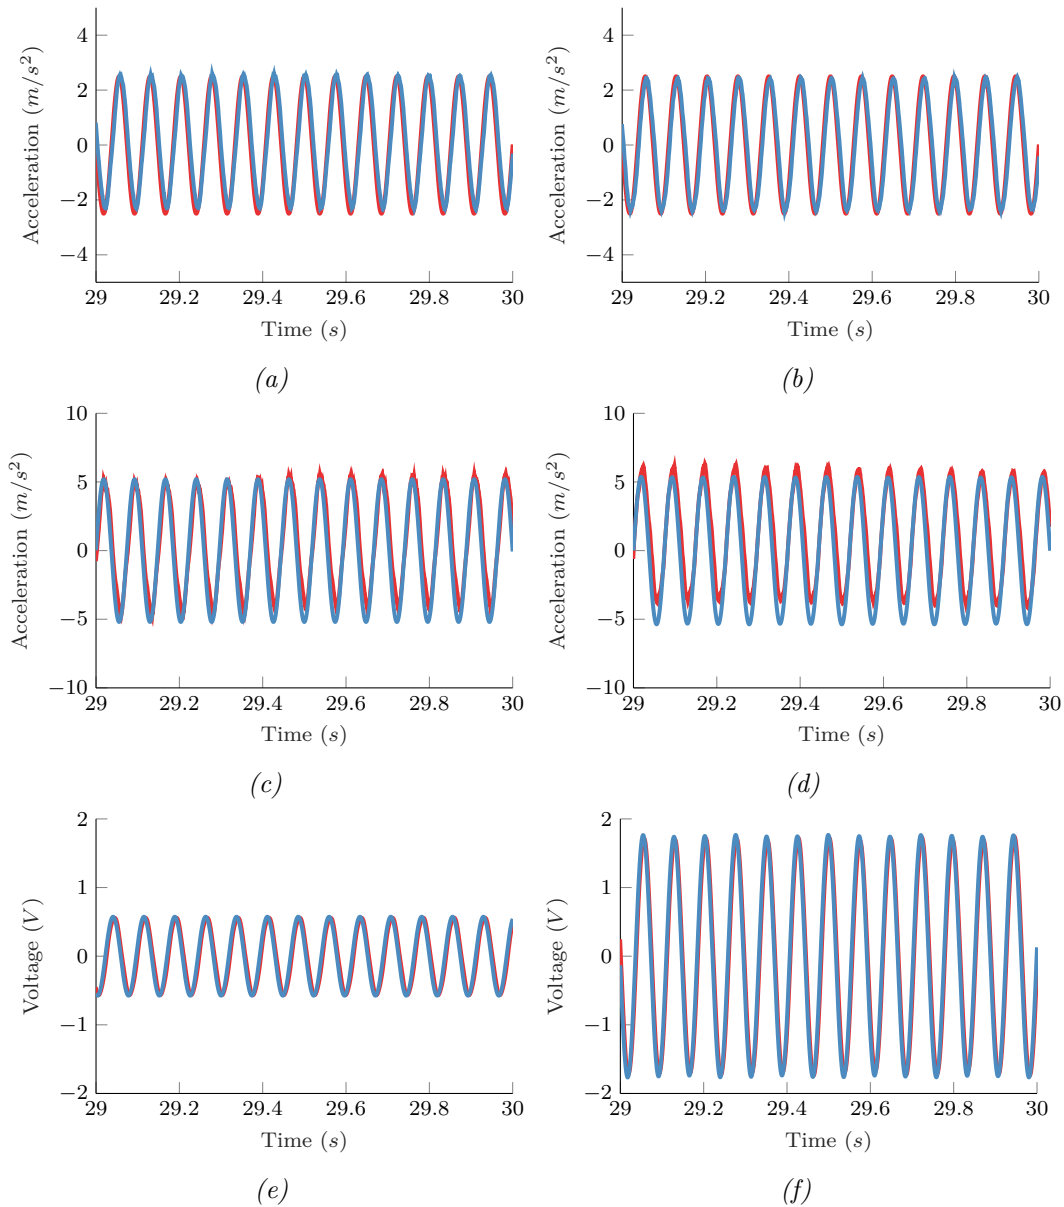 4
2
0
−2
−4
Acceleration (m/s²)
29 29.2 29.4 29.6 29.8 30
Time (s)
(a)
4
2
0
−2
−4
Acceleration (m/s²)
29 29.2 29.4 29.6 29.8 30
Time (s)
(b)
10
5
0
−5
−10
Acceleration (m/s²)
29 29.2 29.4 29.6 29.8 30
Time (s)
(c)
10
5
0
−5
−10
Acceleration (m/s²)
29 29.2 29.4 29.6 29.8 30
Time (s)
(d)
2
1
0
−1
−2
Voltage (V)
29 29.2 29.4 29.6 29.8 30
Time (s)
(e)
2
1
0
−1
−2
Voltage (V)
29 29.2 29.4 29.6 29.8 30
Time (s)
(f)